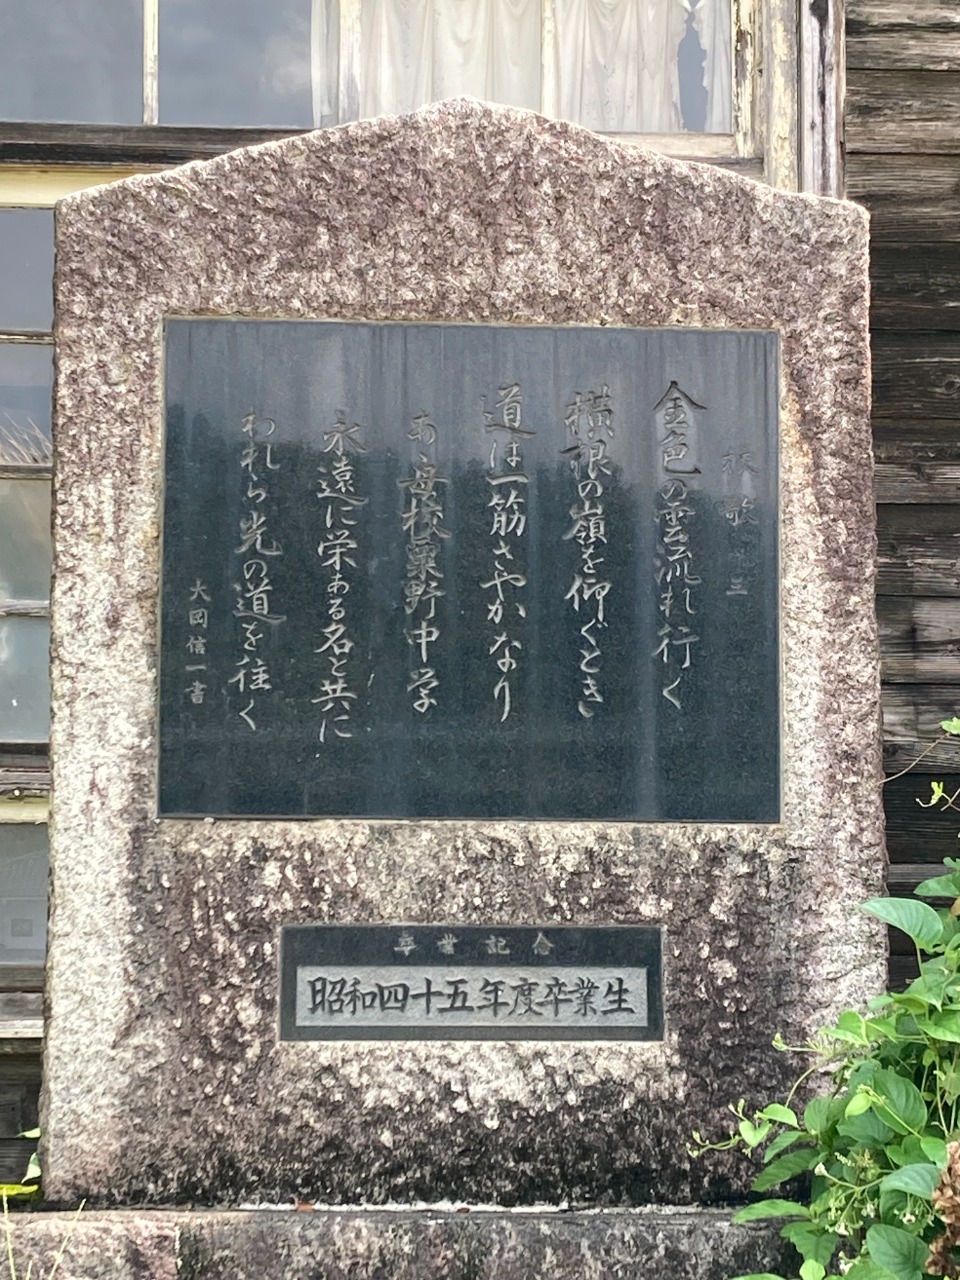 校歌 三
金色の雲流れ行く
横根の嶺を仰ぐとき
道は一筋さやかなり
あゝ母校粟野中学
永遠に栄ある名と共に
われら光の道を往く
大岡信一書
卒業記念
昭和四十五年度卒業生